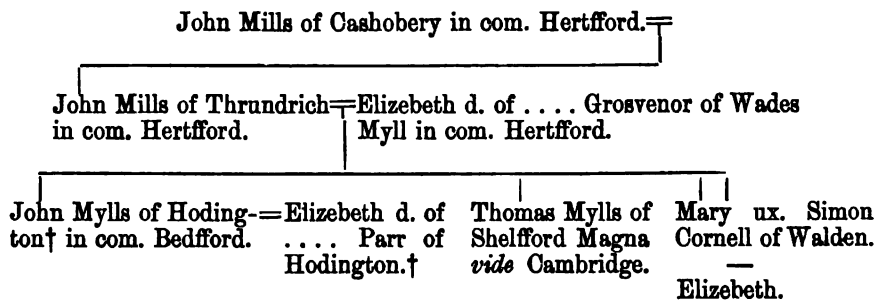 John Mills of Cashobery in com. Hertfford.=
John Mills of Thrundrich=Elizebeth d. of .... Grosvenor of Wades
in com. Hertfford. Myll in com. Hertfford.
John Mylls of Hoding-=Elizebeth d. of Thomas Mylls of Mary ux. Simon
ton† in com. Bedfford. .... Parr of Shelfford Magna Cornell of Walden.
Hodington.† vide Cambridge. —
Elizebeth.